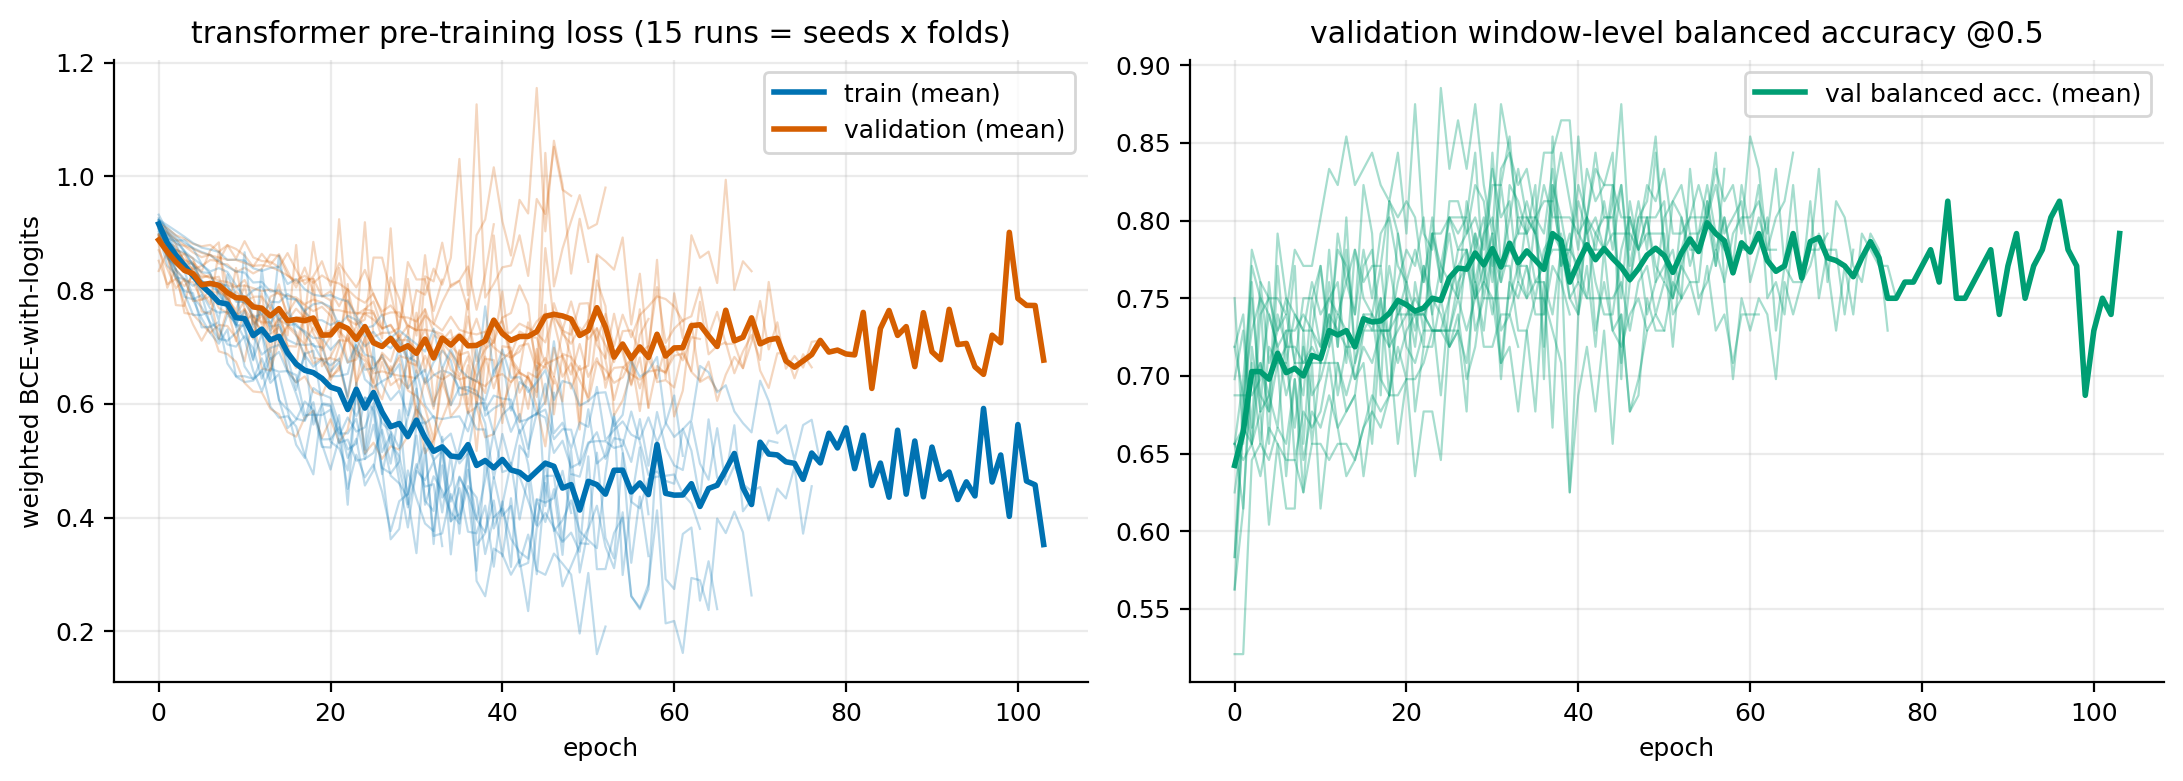 transformer pre-training loss (15 runs = seeds x folds)
weighted BCE-with-logits
1.2
1.0
0.8
0.6
0.4
0.2
train (mean)
validation (mean)
0 20 40 60 80 100
epoch
validation window-level balanced accuracy @0.5
0.90
0.85
0.80
0.75
0.70
0.65
0.60
0.55
val balanced acc. (mean)
0 20 40 60 80 100
epoch